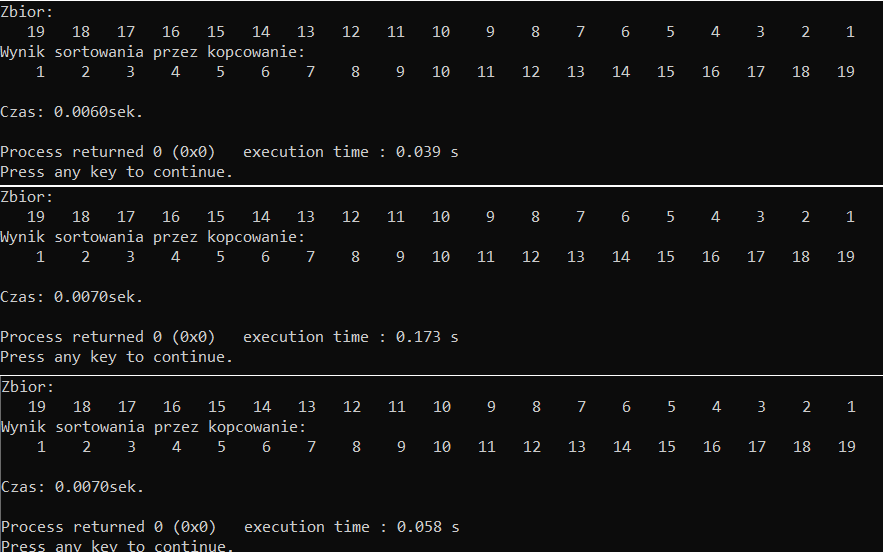 Zbior:
19 18 17 16 15 14 13 12 11 10 9 8 7 6 5 4 3 2 1
Wynik sortowania przez kopcowanie:
1 2 3 4 5 6 7 8 9 10 11 12 13 14 15 16 17 18 19
Czas: 0.0060sek.
Process returned 0 (0x0) execution time : 0.039 s
Press any key to continue.
Zbior:
19 18 17 16 15 14 13 12 11 10 9 8 7 6 5 4 3 2 1
Wynik sortowania przez kopcowanie:
1 2 3 4 5 6 7 8 9 10 11 12 13 14 15 16 17 18 19
Czas: 0.0070sek.
Process returned 0 (0x0) execution time : 0.173 s
Press any key to continue.
Zbior:
19 18 17 16 15 14 13 12 11 10 9 8 7 6 5 4 3 2 1
Wynik sortowania przez kopcowanie:
1 2 3 4 5 6 7 8 9 10 11 12 13 14 15 16 17 18 19
Czas: 0.0070sek.
Process returned 0 (0x0) execution time : 0.058 s
Press any key to continue.